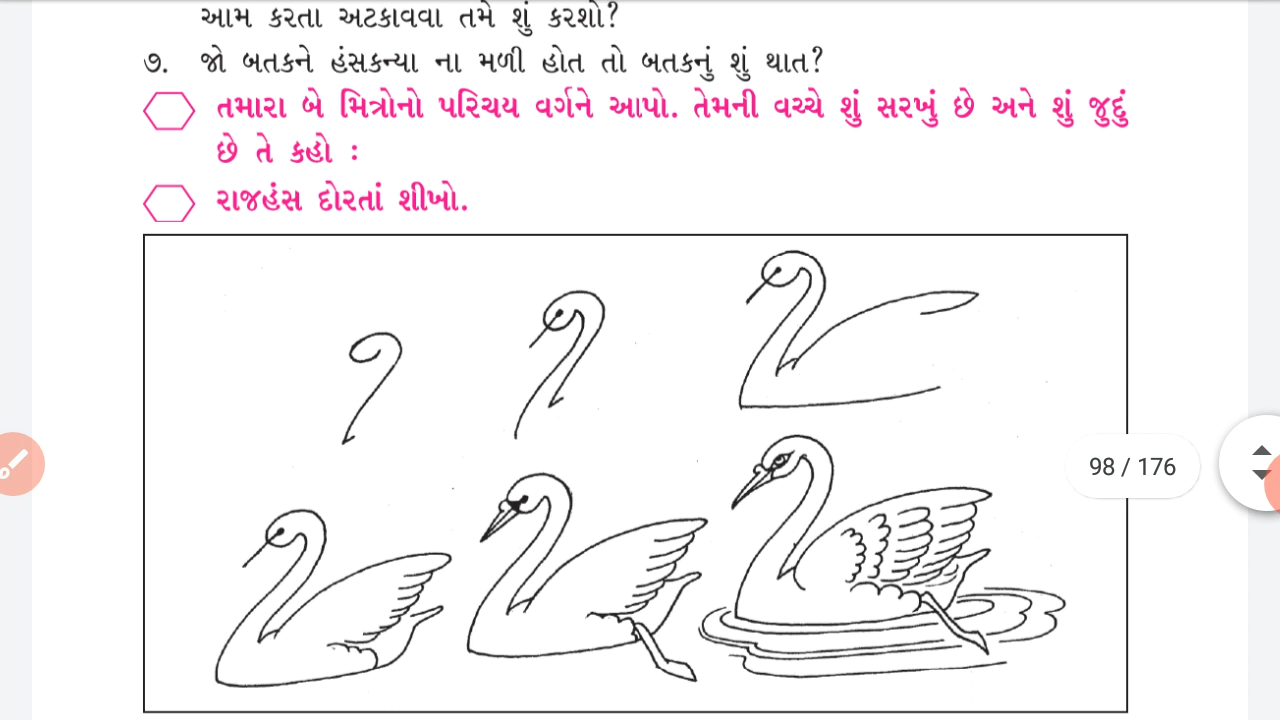 આમ કરતા અટકાવવા તમે શું કરશો?
૭. જો બતકને હંસકન્યા ના મળી હોત તો બતકનું શું થાત?
તમારા બે મિત્રોનો પરિચય વર્ગને આપો. તેમની વચ્ચે શું સરખું છે અને શું જુદું
છે તે કહો :
રાજહંસ દોરતાં શીખો.
98 / 176